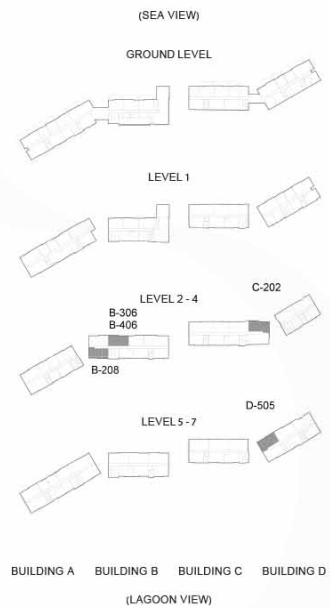 (SEA VIEW)
GROUND LEVEL
LEVEL 1
C-202
LEVEL 2 - 4
B-306
B-406
B-208
D-505
LEVEL 5 - 7
BUILDING A BUILDING B BUILDING C BUILDING D
(LAGOON VIEW)